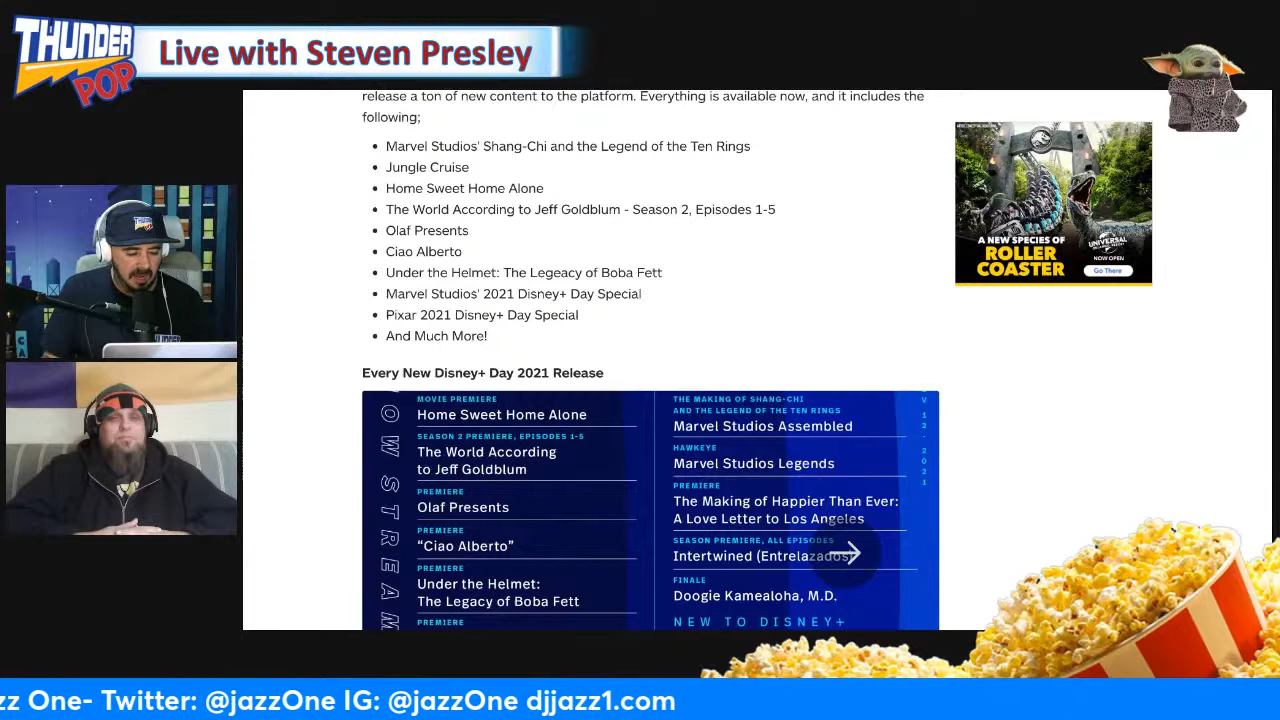 THUNDER
POP
Live with Steven Presley
release a ton of new content to the platform. Everything is available now, and it includes the
following;
• Marvel Studios' Shang-Chi and the Legend of the Ten Rings
• Jungle Cruise
• Home Sweet Home Alone
• The World According to Jeff Goldblum - Season 2, Episodes 1-5
• Olaf Presents
• Ciao Alberto
• Under the Helmet: The Legeacy of Boba Fett
• Marvel Studios' 2021 Disney+ Day Special
• Pixar 2021 Disney+ Day Special
• And Much More!
A NEW SPECIES OF
ROLLER
COASTER
UNIVERSAL
NOW OPEN
Go There
Every New Disney+ Day 2021 Release
OW STREAM
MOVIE PREMIERE
Home Sweet Home Alone
SEASON 2 PREMIERE, EPISODES 1-5
The World According
to Jeff Goldblum
PREMIERE
Olaf Presents
PREMIERE
“Ciao Alberto”
PREMIERE
Under the Helmet:
The Legacy of Boba Fett
PREMIERE
THE MAKING OF SHANG-CHI
AND THE LEGEND OF THE TEN RINGS
Marvel Studios Assembled
HAWKEYE
Marvel Studios Legends
PREMIERE
The Making of Happier Than Ever:
A Love Letter to Los Angeles
SEASON PREMIERE, ALL EPISODES
Intertwined (Entrelazados)
FINALE
Doogie Kamealoha, M.D.
NEW TO DISNEY+
V 12. 2021
zz One- Twitter: @jazzOne IG: @jazzOne djjazz1.com